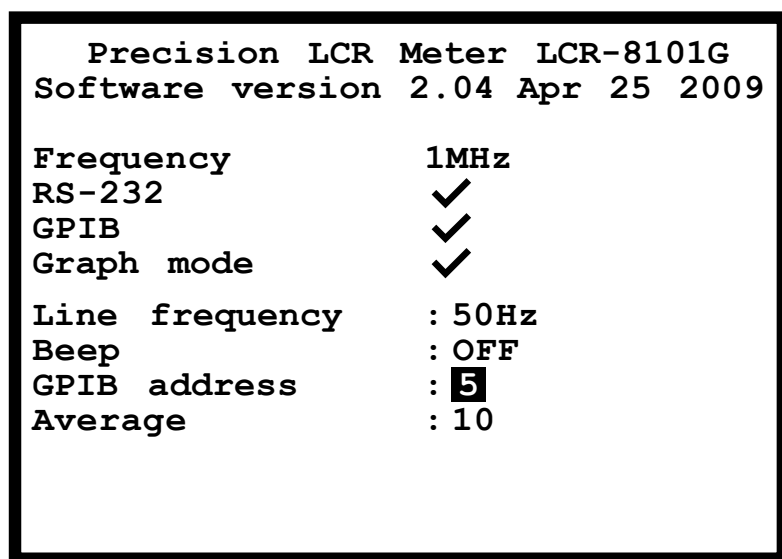 Precision LCR Meter LCR-8101G
Software version 2.04 Apr 25 2009
Frequency 1MHz
RS-232 ✓
GPIB ✓
Graph mode ✓
Line frequency : 50Hz
Beep : OFF
GPIB address : 5
Average : 10